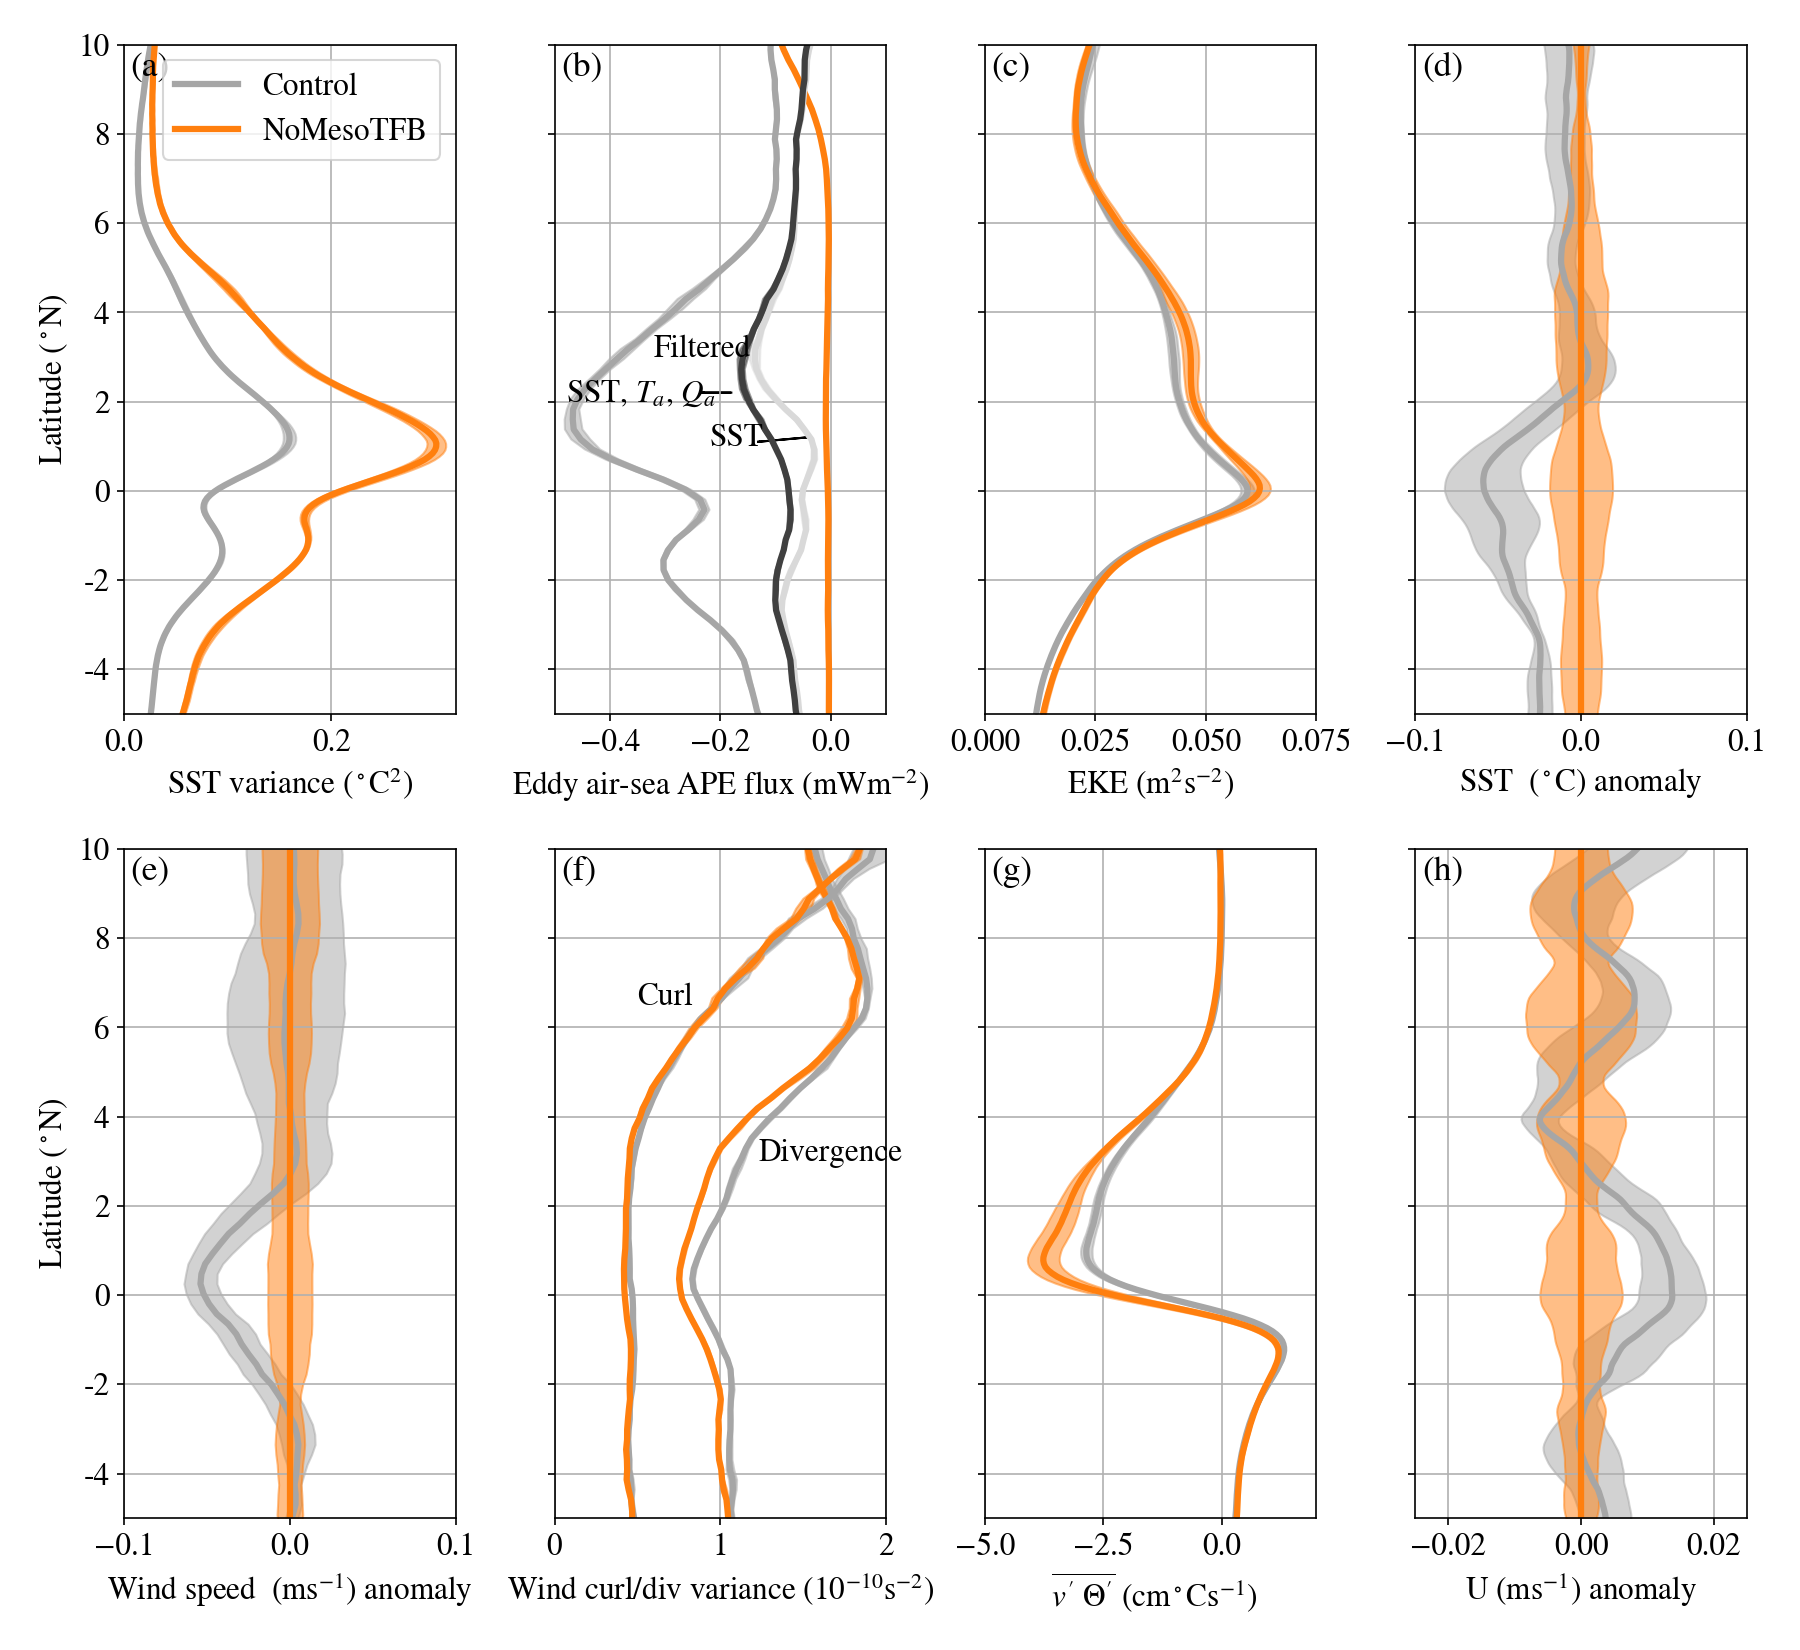 (a)
Control
NoMesoTFB
10
8
6
4
2
0
-2
-4
Latitude (°N)
0.0 0.2
SST variance (°C²)
(b)
Filtered
SST, Tₐ, Qₐ
SST
−0.4 −0.2 0.0
Eddy air-sea APE flux (mWm⁻²)
(c)
0.000 0.025 0.050 0.075
EKE (m²s⁻²)
(d)
−0.1 0.0 0.1
SST (°C) anomaly
(e)
10
8
6
4
2
0
-2
-4
Latitude (°N)
−0.1 0.0 0.1
Wind speed (ms⁻¹) anomaly
(f)
Curl
Divergence
0 1 2
Wind curl/div variance (10⁻¹⁰s⁻²)
(g)
−5.0 −2.5 0.0
v′ Θ′ (cm°Cs⁻¹)
(h)
−0.02 0.00 0.02
U (ms⁻¹) anomaly